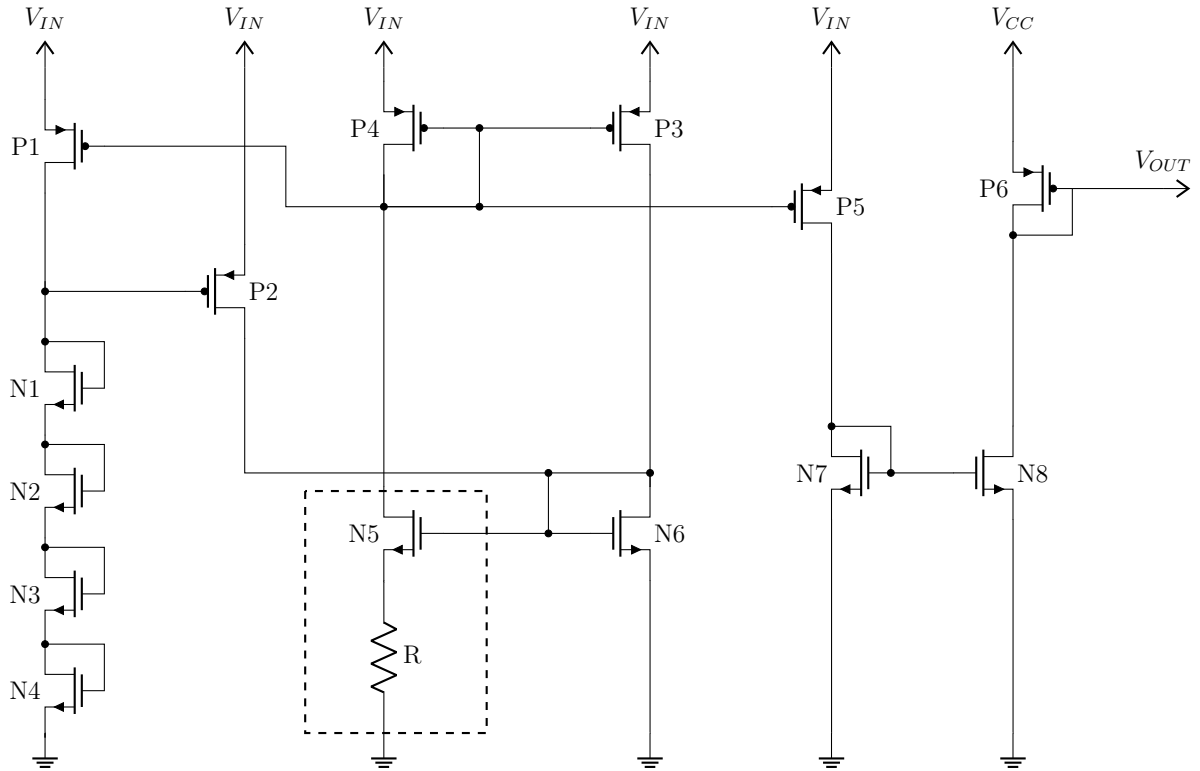 V_IN V_IN V_IN V_IN V_IN V_CC
P1 P4 P3 P5 P6 V_OUT
P2
N1
N2 N7 N8
N5 N6
N3
R
N4